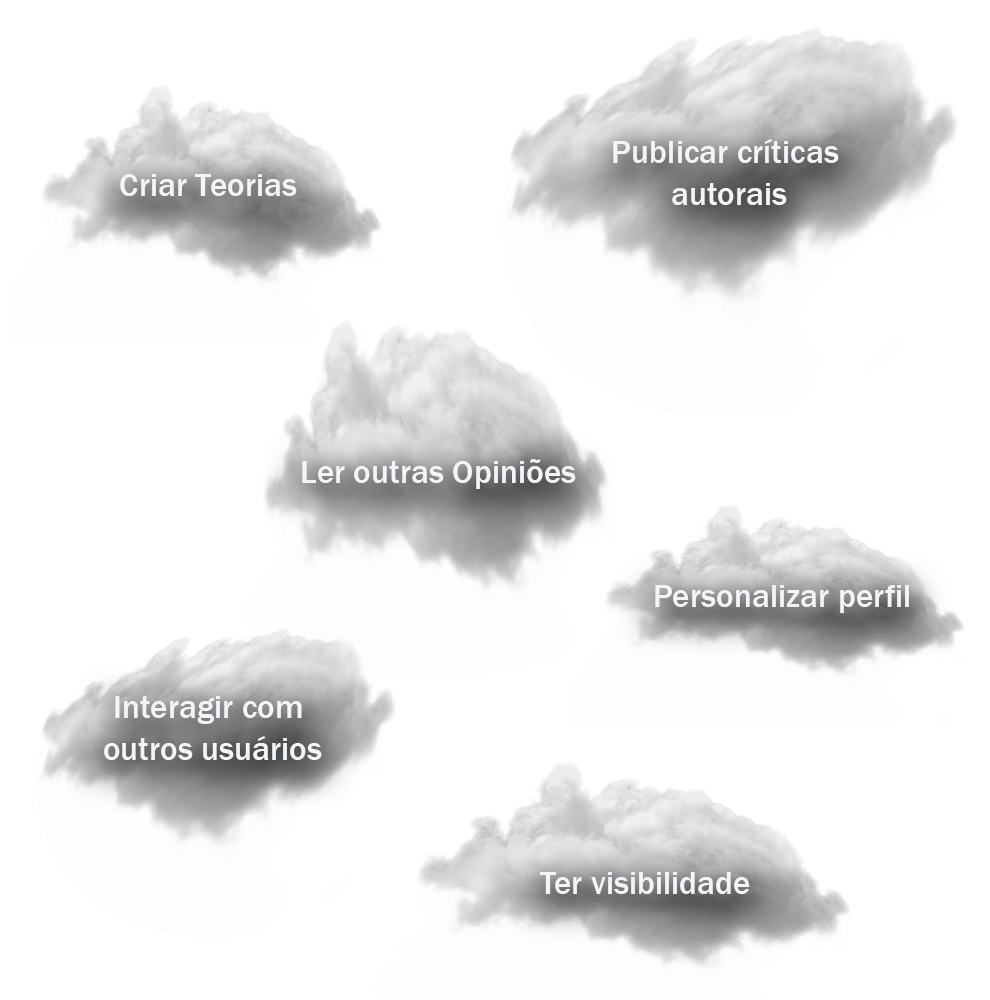 Criar Teorias
Publicar críticas
autorais
Ler outras Opiniões
Personalizar perfil
Interagir com
outros usuários
Ter visibilidade